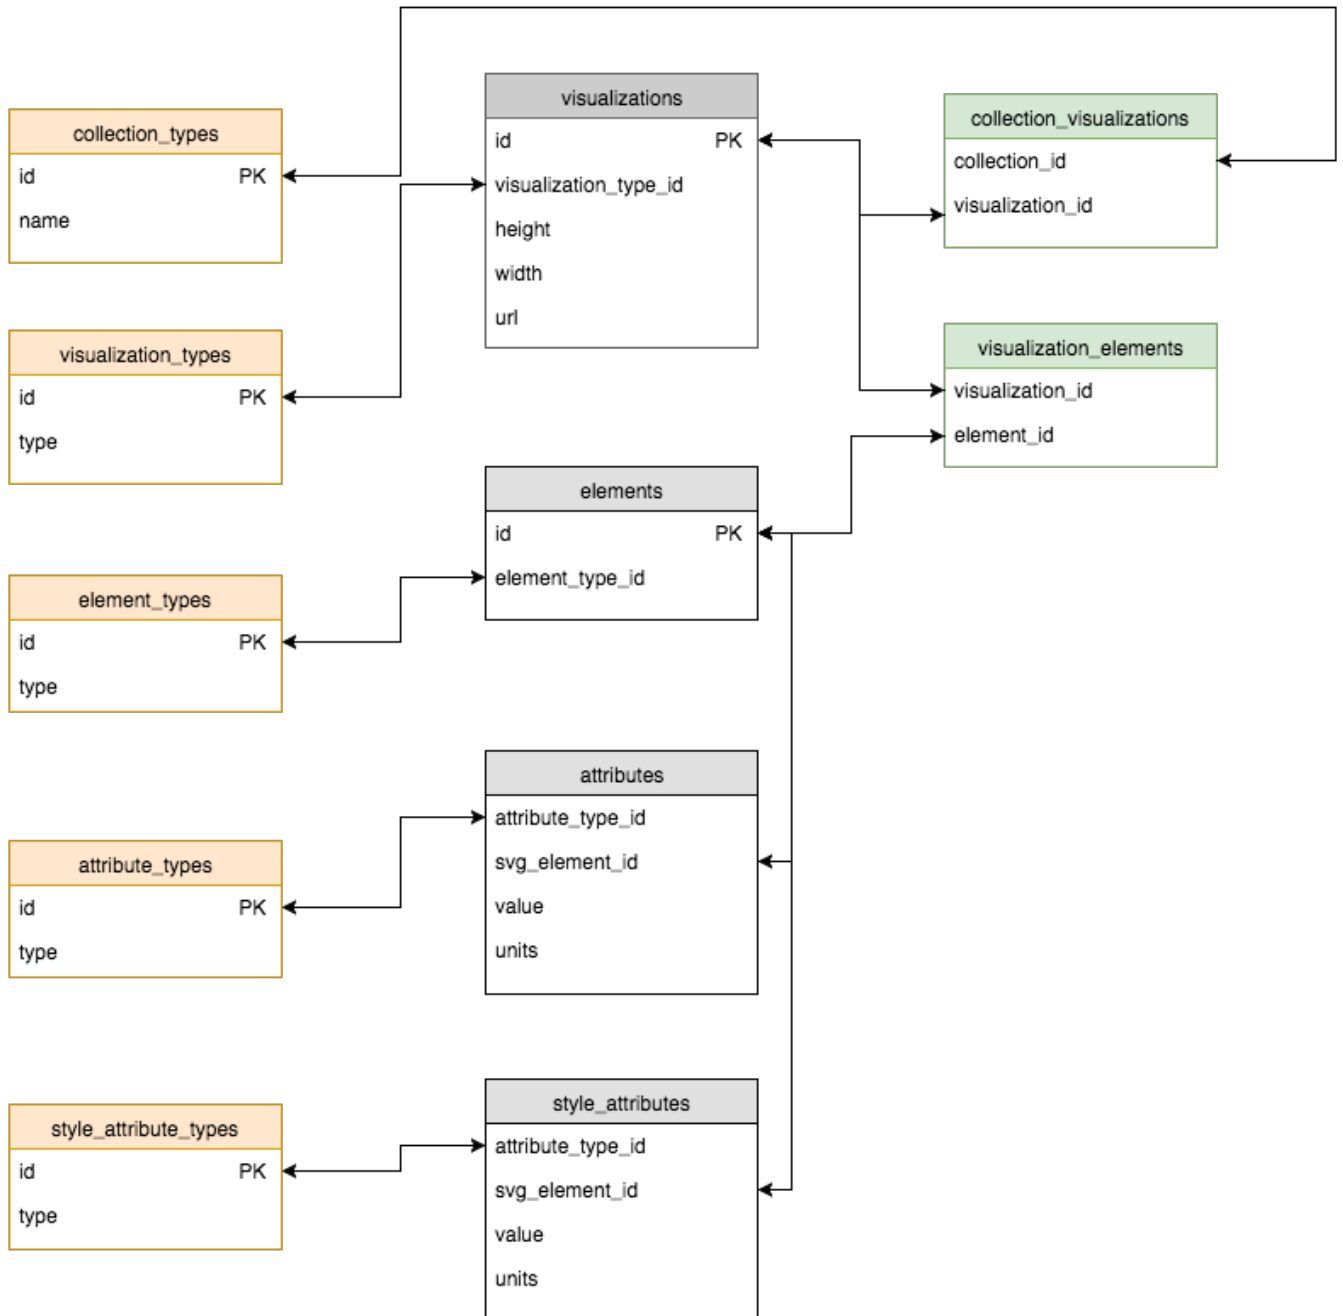 collection_types
id PK
name
visualization_types
id PK
type
element_types
id PK
type
attribute_types
id PK
type
style_attribute_types
id PK
type
visualizations
id PK
visualization_type_id
height
width
url
elements
id PK
element_type_id
attributes
attribute_type_id
svg_element_id
value
units
style_attributes
attribute_type_id
svg_element_id
value
units
collection_visualizations
collection_id
visualization_id
visualization_elements
visualization_id
element_id